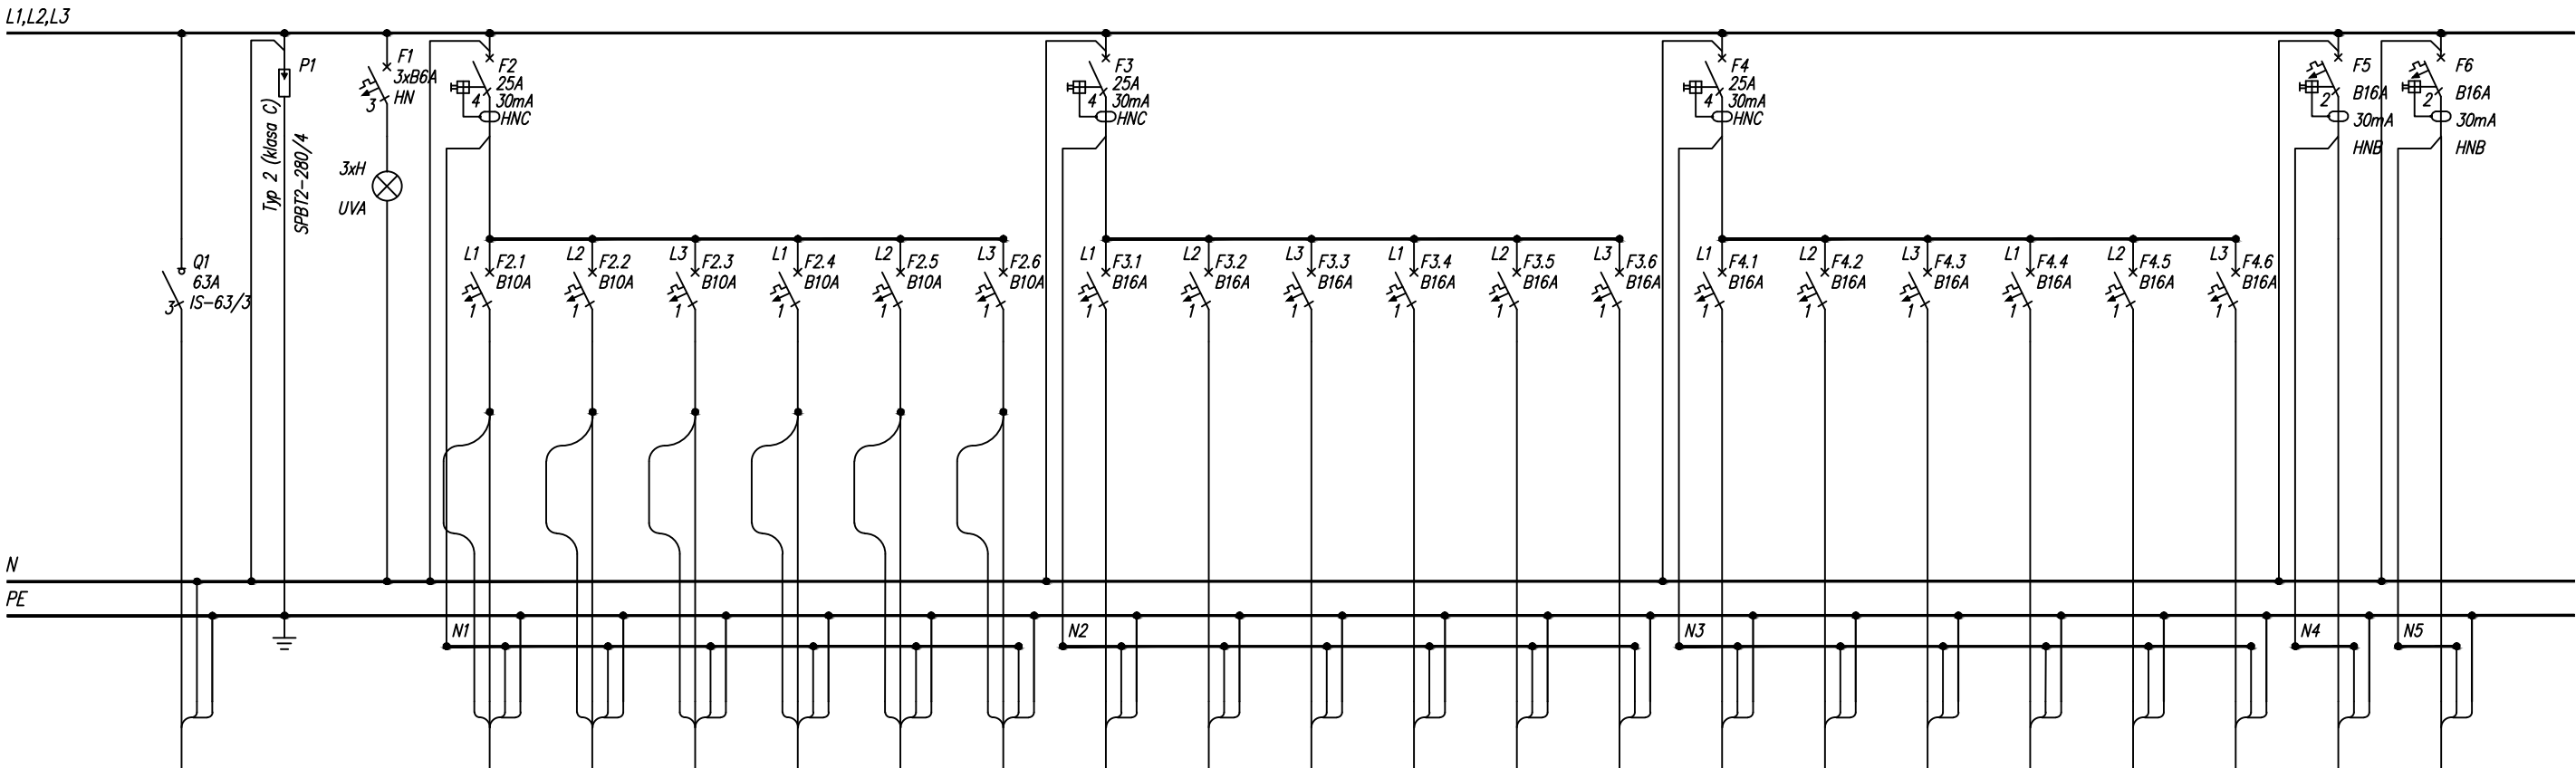 L1,L2,L3
P1
Typ 2 (klasa C)
SPBT2-280/4
F1
3xB6A
HN
3
3xH
UVA
F2
25A
30mA
HNC
4
F3
25A
30mA
HNC
4
F4
25A
30mA
HNC
4
F5
B16A
2
30mA
HNB
F6
B16A
2
30mA
HNB
Q1
63A
IS-63/3
3
L1
F2.1
B10A
1
L2
F2.2
B10A
1
L3
F2.3
B10A
1
L1
F2.4
B10A
1
L2
F2.5
B10A
1
L3
F2.6
B10A
1
L1
F3.1
B16A
1
L2
F3.2
B16A
1
L3
F3.3
B16A
1
L1
F3.4
B16A
1
L2
F3.5
B16A
1
L3
F3.6
B16A
1
L1
F4.1
B16A
1
L2
F4.2
B16A
1
L3
F4.3
B16A
1
L1
F4.4
B16A
1
L2
F4.5
B16A
1
L3
F4.6
B16A
1
N
PE
N1
N2
N3
N4
N5